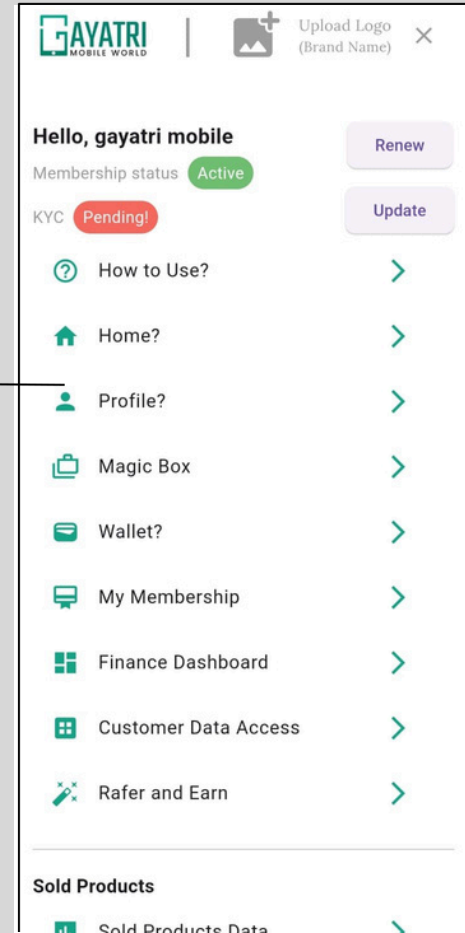 GAYATRI
MOBILE WORLD
Upload Logo
(Brand Name)
Hello, gayatri mobile
Renew
Membership status Active
KYC Pending!
Update
How to Use?
Home?
Profile?
Magic Box
Wallet?
My Membership
Finance Dashboard
Customer Data Access
Rafer and Earn
Sold Products
Sold Products Data